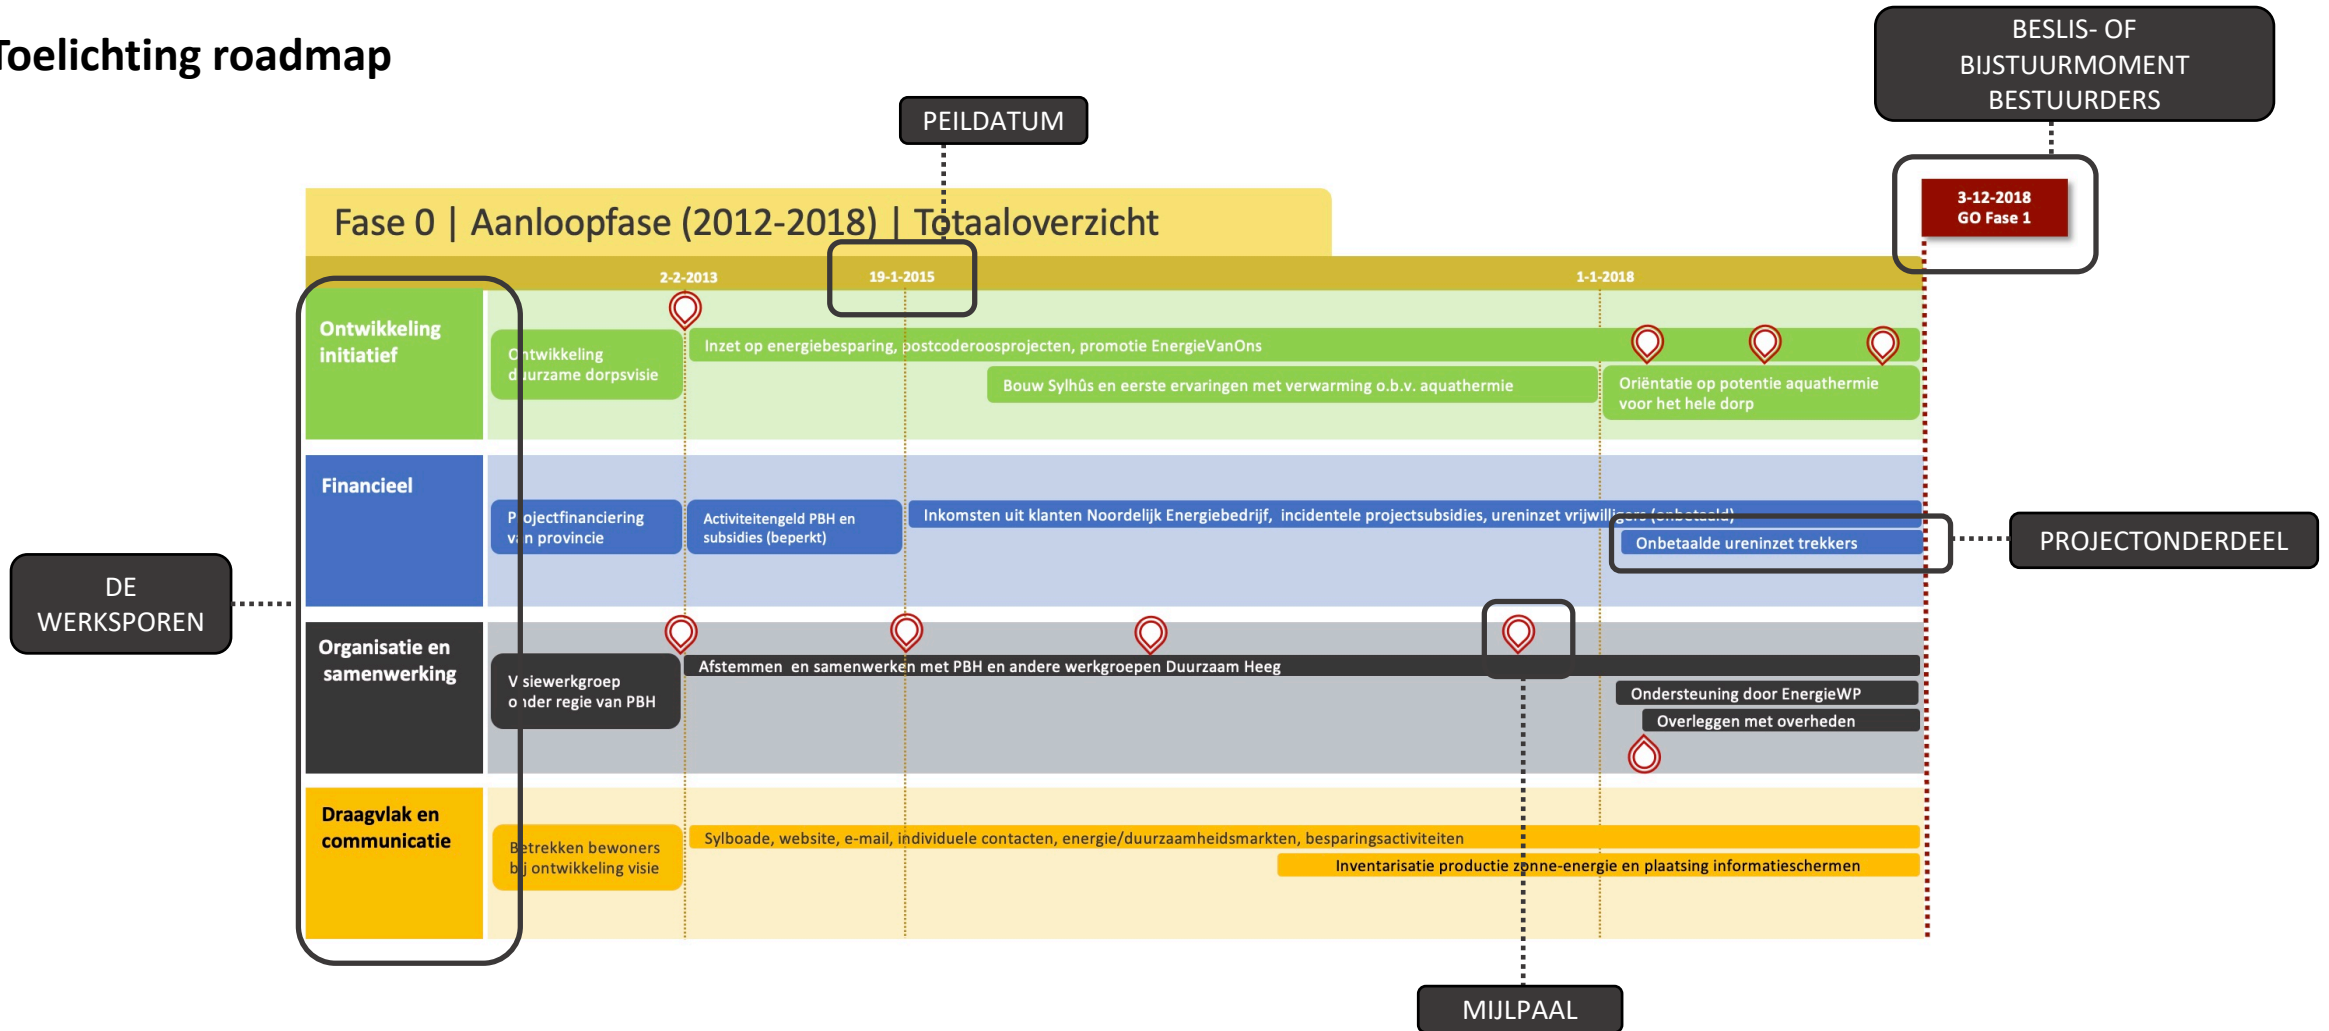 Toelichting roadmap
BESLIS- OF
BIJSTUURMOMENT
BESTUURDERS
PEILDATUM
3-12-2018
GO Fase 1
Fase 0 | Aanloopfase (2012-2018) | Totaaloverzicht
2-2-2013
19-1-2015
1-1-2018
Ontwikkeling
initiatief
Ontwikkeling
duurzame dorpsvisie
Inzet op energiebesparing, postcoderoosprojecten, promotie EnergieVanOns
Bouw Sylhûs en eerste ervaringen met verwarming o.b.v. aquathermie
Oriëntatie op potentie aquathermie
voor het hele dorp
Financieel
Projectfinanciering
van provincie
Activiteitengeld PBH en
subsidies (beperkt)
Inkomsten uit klanten Noordelijk Energiebedrijf, incidentele projectsubsidies, ureninzet vrijwilligers (onbetaald)
Onbetaalde ureninzet trekkers
PROJECTONDERDEEL
DE
WERKSPOREN
Organisatie en
samenwerking
Visiewerkgroep
onder regie van PBH
Afstemmen en samenwerken met PBH en andere werkgroepen Duurzaam Heeg
Ondersteuning door EnergieWP
Overleggen met overheden
Draagvlak en
communicatie
Betrekken bewoners
bij ontwikkeling visie
Sylboade, website, e-mail, individuele contacten, energie/duurzaamheidsmarkten, besparingsactiviteiten
Inventarisatie productie zonne-energie en plaatsing informatieschermen
MIJLPAAL